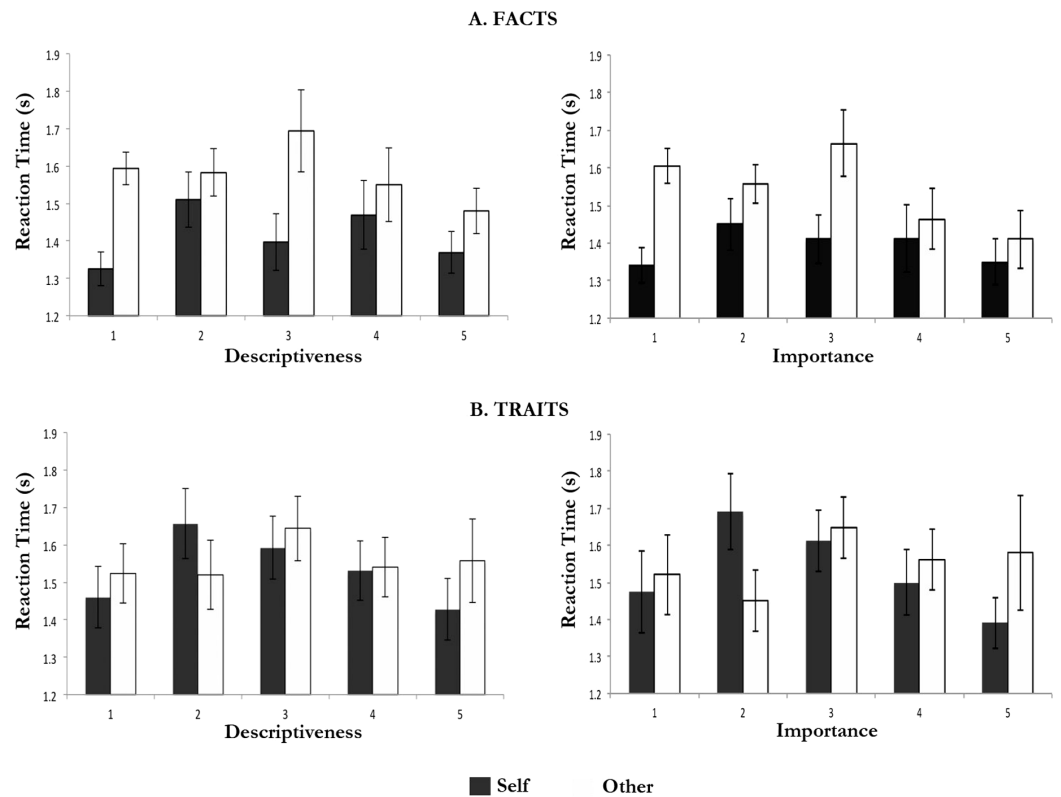 A. FACTS
Reaction Time (s)
1.9
1.8
1.7
1.6
1.5
1.4
1.3
1.2
1 2 3 4 5
Descriptiveness
Reaction Time (s)
1.9
1.8
1.7
1.6
1.5
1.4
1.3
1.2
1 2 3 4 5
Importance
B. TRAITS
Reaction Time (s)
1.9
1.8
1.7
1.6
1.5
1.4
1.3
1.2
1 2 3 4 5
Descriptiveness
Reaction Time (s)
1.9
1.8
1.7
1.6
1.5
1.4
1.3
1.2
1 2 3 4 5
Importance
Self Other